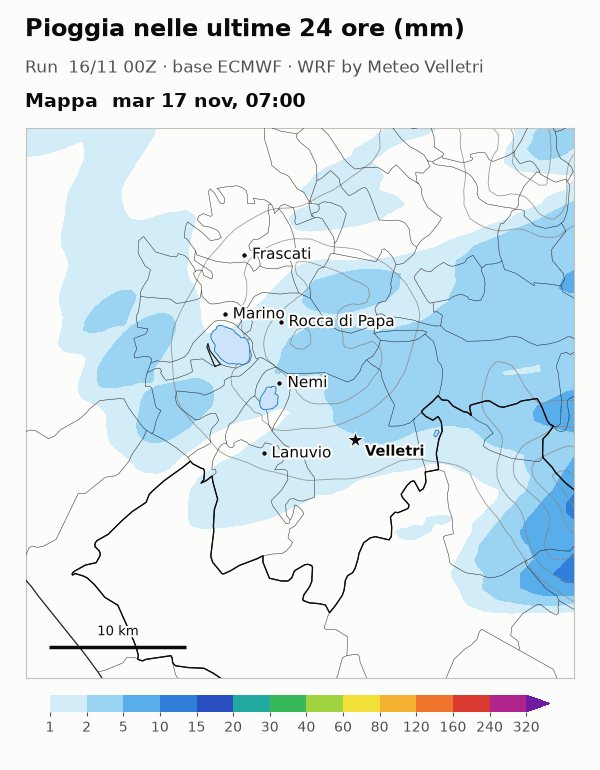 Pioggia nelle ultime 24 ore (mm)
Run 16/11 00Z · base ECMWF · WRF by Meteo Velletri
Mappa mar 17 nov, 07:00
Frascati
Marino
Rocca di Papa
Nemi
Velletri
Lanuvio
10 km
1 2 5 10 15 20 30 40 60 80 120 160 240 320